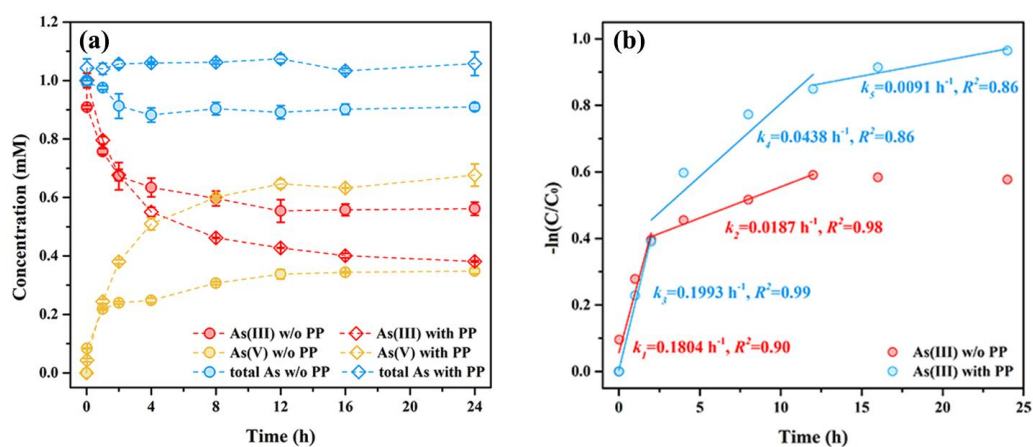 (a)
Concentration (mM)
1.2
1.0
0.8
0.6
0.4
0.2
0.0
As(III) w/o PP
As(III) with PP
As(V) w/o PP
As(V) with PP
total As w/o PP
total As with PP
0
4
8
12
16
20
24
Time (h)
(b)
-ln(C/C₀)
1.0
0.8
0.6
0.4
0.2
0.0
k₅=0.0091 h⁻¹, R²=0.86
k₄=0.0438 h⁻¹, R²=0.86
k₂=0.0187 h⁻¹, R²=0.98
k₃=0.1993 h⁻¹, R²=0.99
k₁=0.1804 h⁻¹, R²=0.90
As(III) w/o PP
As(III) with PP
0
5
10
15
20
25
Time (h)